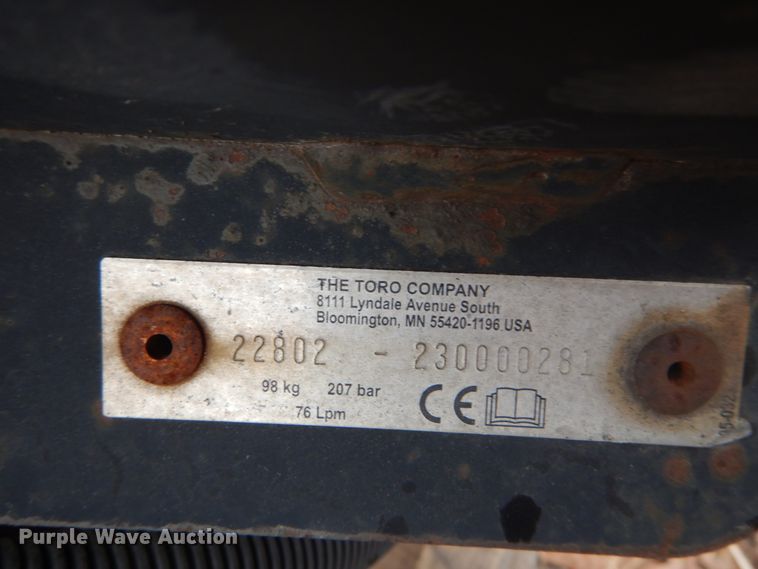 THE TORO COMPANY
8111 Lyndale Avenue South
Bloomington, MN 55420-1196 USA
22802 - 230000281
98 kg 207 bar
76 Lpm
CE
Purple Wave Auction